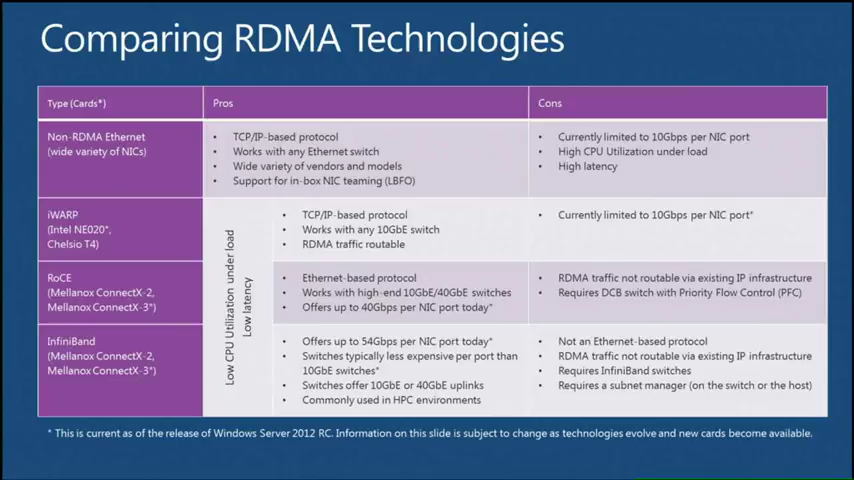 Comparing RDMA Technologies
Type (Cards*)
Pros
Cons
Non-RDMA Ethernet
(wide variety of NICs)
• TCP/IP-based protocol
• Works with any Ethernet switch
• Wide variety of vendors and models
• Support for in-box NIC teaming (LBFO)
• Currently limited to 10Gbps per NIC port
• High CPU Utilization under load
• High latency
Low CPU Utilization under load
Low latency
iWARP
(Intel NE020*,
Chelsio T4)
• TCP/IP-based protocol
• Works with any 10GbE switch
• RDMA traffic routable
• Currently limited to 10Gbps per NIC port*
RoCE
(Mellanox ConnectX-2,
Mellanox ConnectX-3*)
• Ethernet-based protocol
• Works with high-end 10GbE/40GbE switches
• Offers up to 40Gbps per NIC port today*
• RDMA traffic not routable via existing IP infrastructure
• Requires DCB switch with Priority Flow Control (PFC)
InfiniBand
(Mellanox ConnectX-2,
Mellanox ConnectX-3*)
• Offers up to 54Gbps per NIC port today*
• Switches typically less expensive per port than
10GbE switches*
• Switches offer 10GbE or 40GbE uplinks
• Commonly used in HPC environments
• Not an Ethernet-based protocol
• RDMA traffic not routable via existing IP infrastructure
• Requires InfiniBand switches
• Requires a subnet manager (on the switch or the host)
* This is current as of the release of Windows Server 2012 RC. Information on this slide is subject to change as technologies evolve and new cards become available.